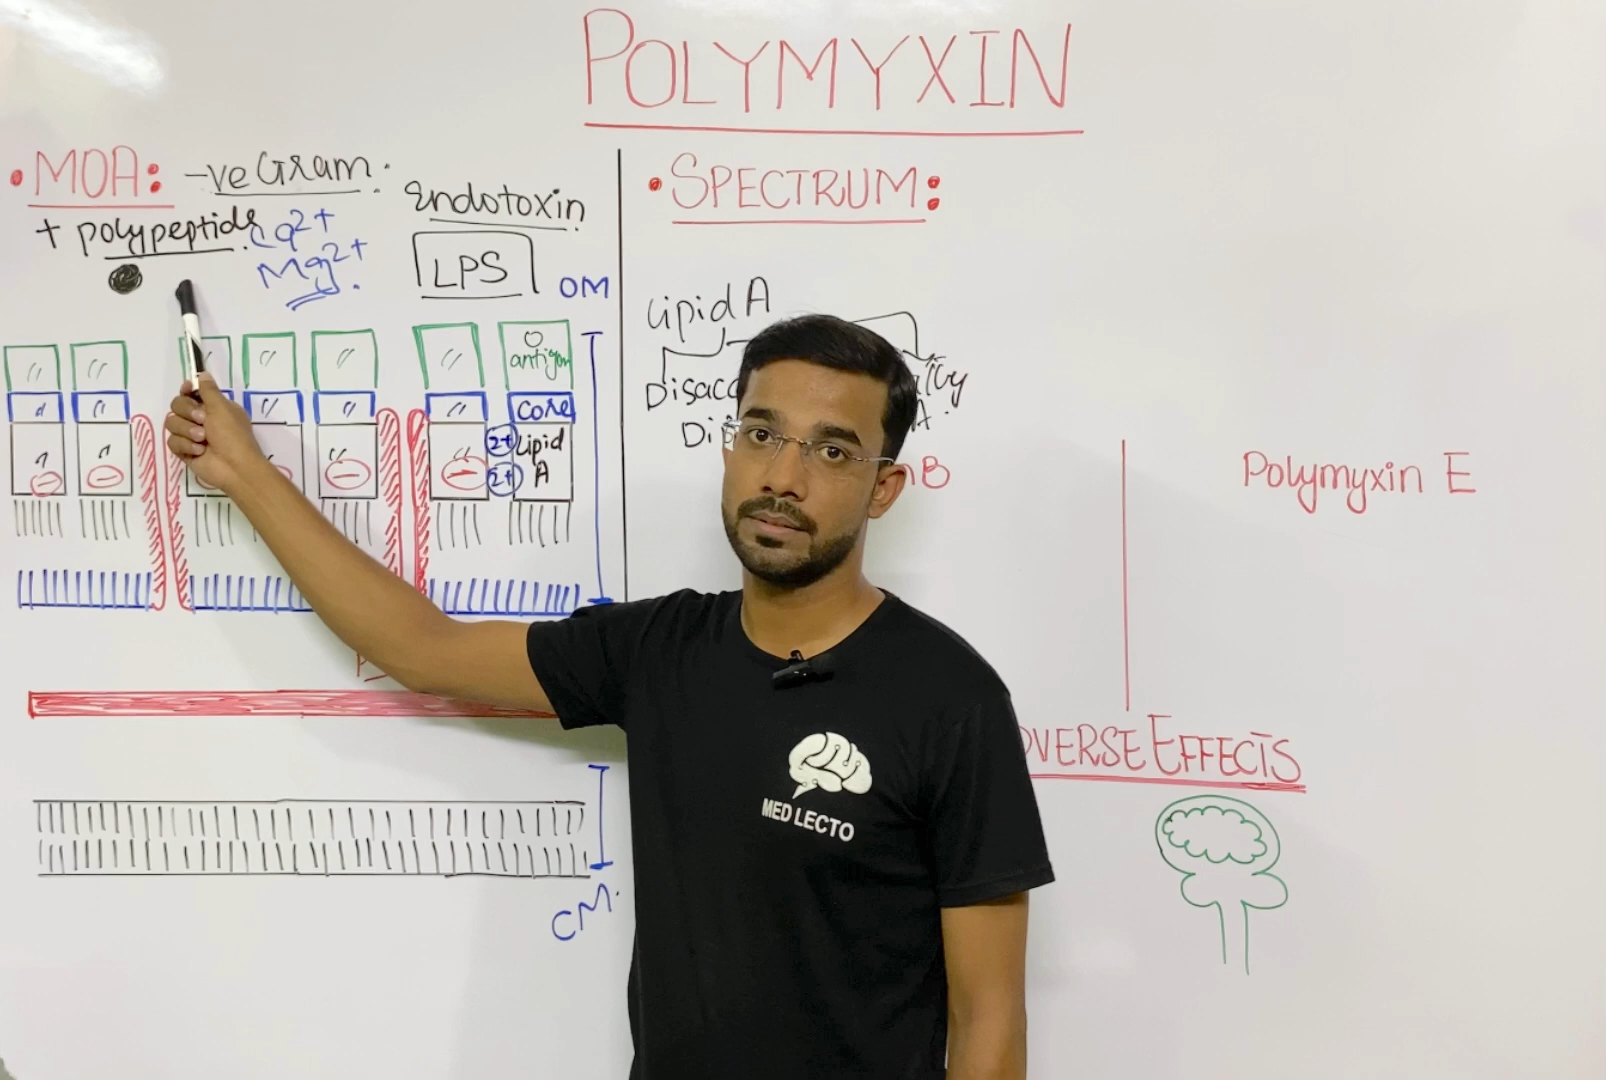 POLYMYXIN
• MOA: -ve Gram.
+ polypeptide
Ca2+
Mg2+.
Endotoxin
LPS
OM
O
antigen
core
Lipid
A
2+
2+
CM.
• SPECTRUM:
Lipid A
B
Polymyxin E
VERSE EFFECTS
MED LECTO